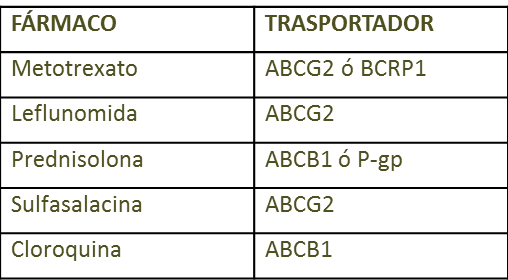 FÁRMACO TRASPORTADOR
Metotrexato ABCG2 ó BCRP1
Leflunomida ABCG2
Prednisolona ABCB1 ó P-gp
Sulfasalacina ABCG2
Cloroquina ABCB1